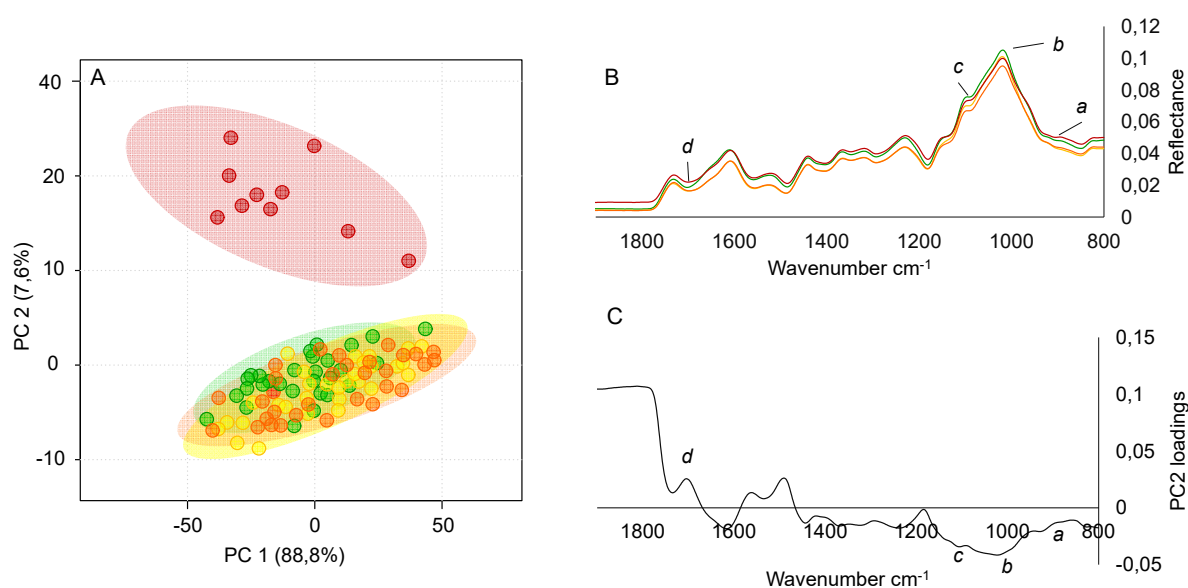 A
40
20
10
0
-10
-50
0
50
PC 1 (88,8%)
PC 2 (7,6%)
B
0,12
0,1
0,08
0,06
0,04
0,02
0
a
b
c
d
1800
1600
1400
1200
1000
800
Wavenumber cm-1
Reflectance
C
0,15
0,1
0,05
0
-0,05
d
c
b
a
1800
1600
1400
1200
1000
800
Wavenumber cm-1
PC2 loadings